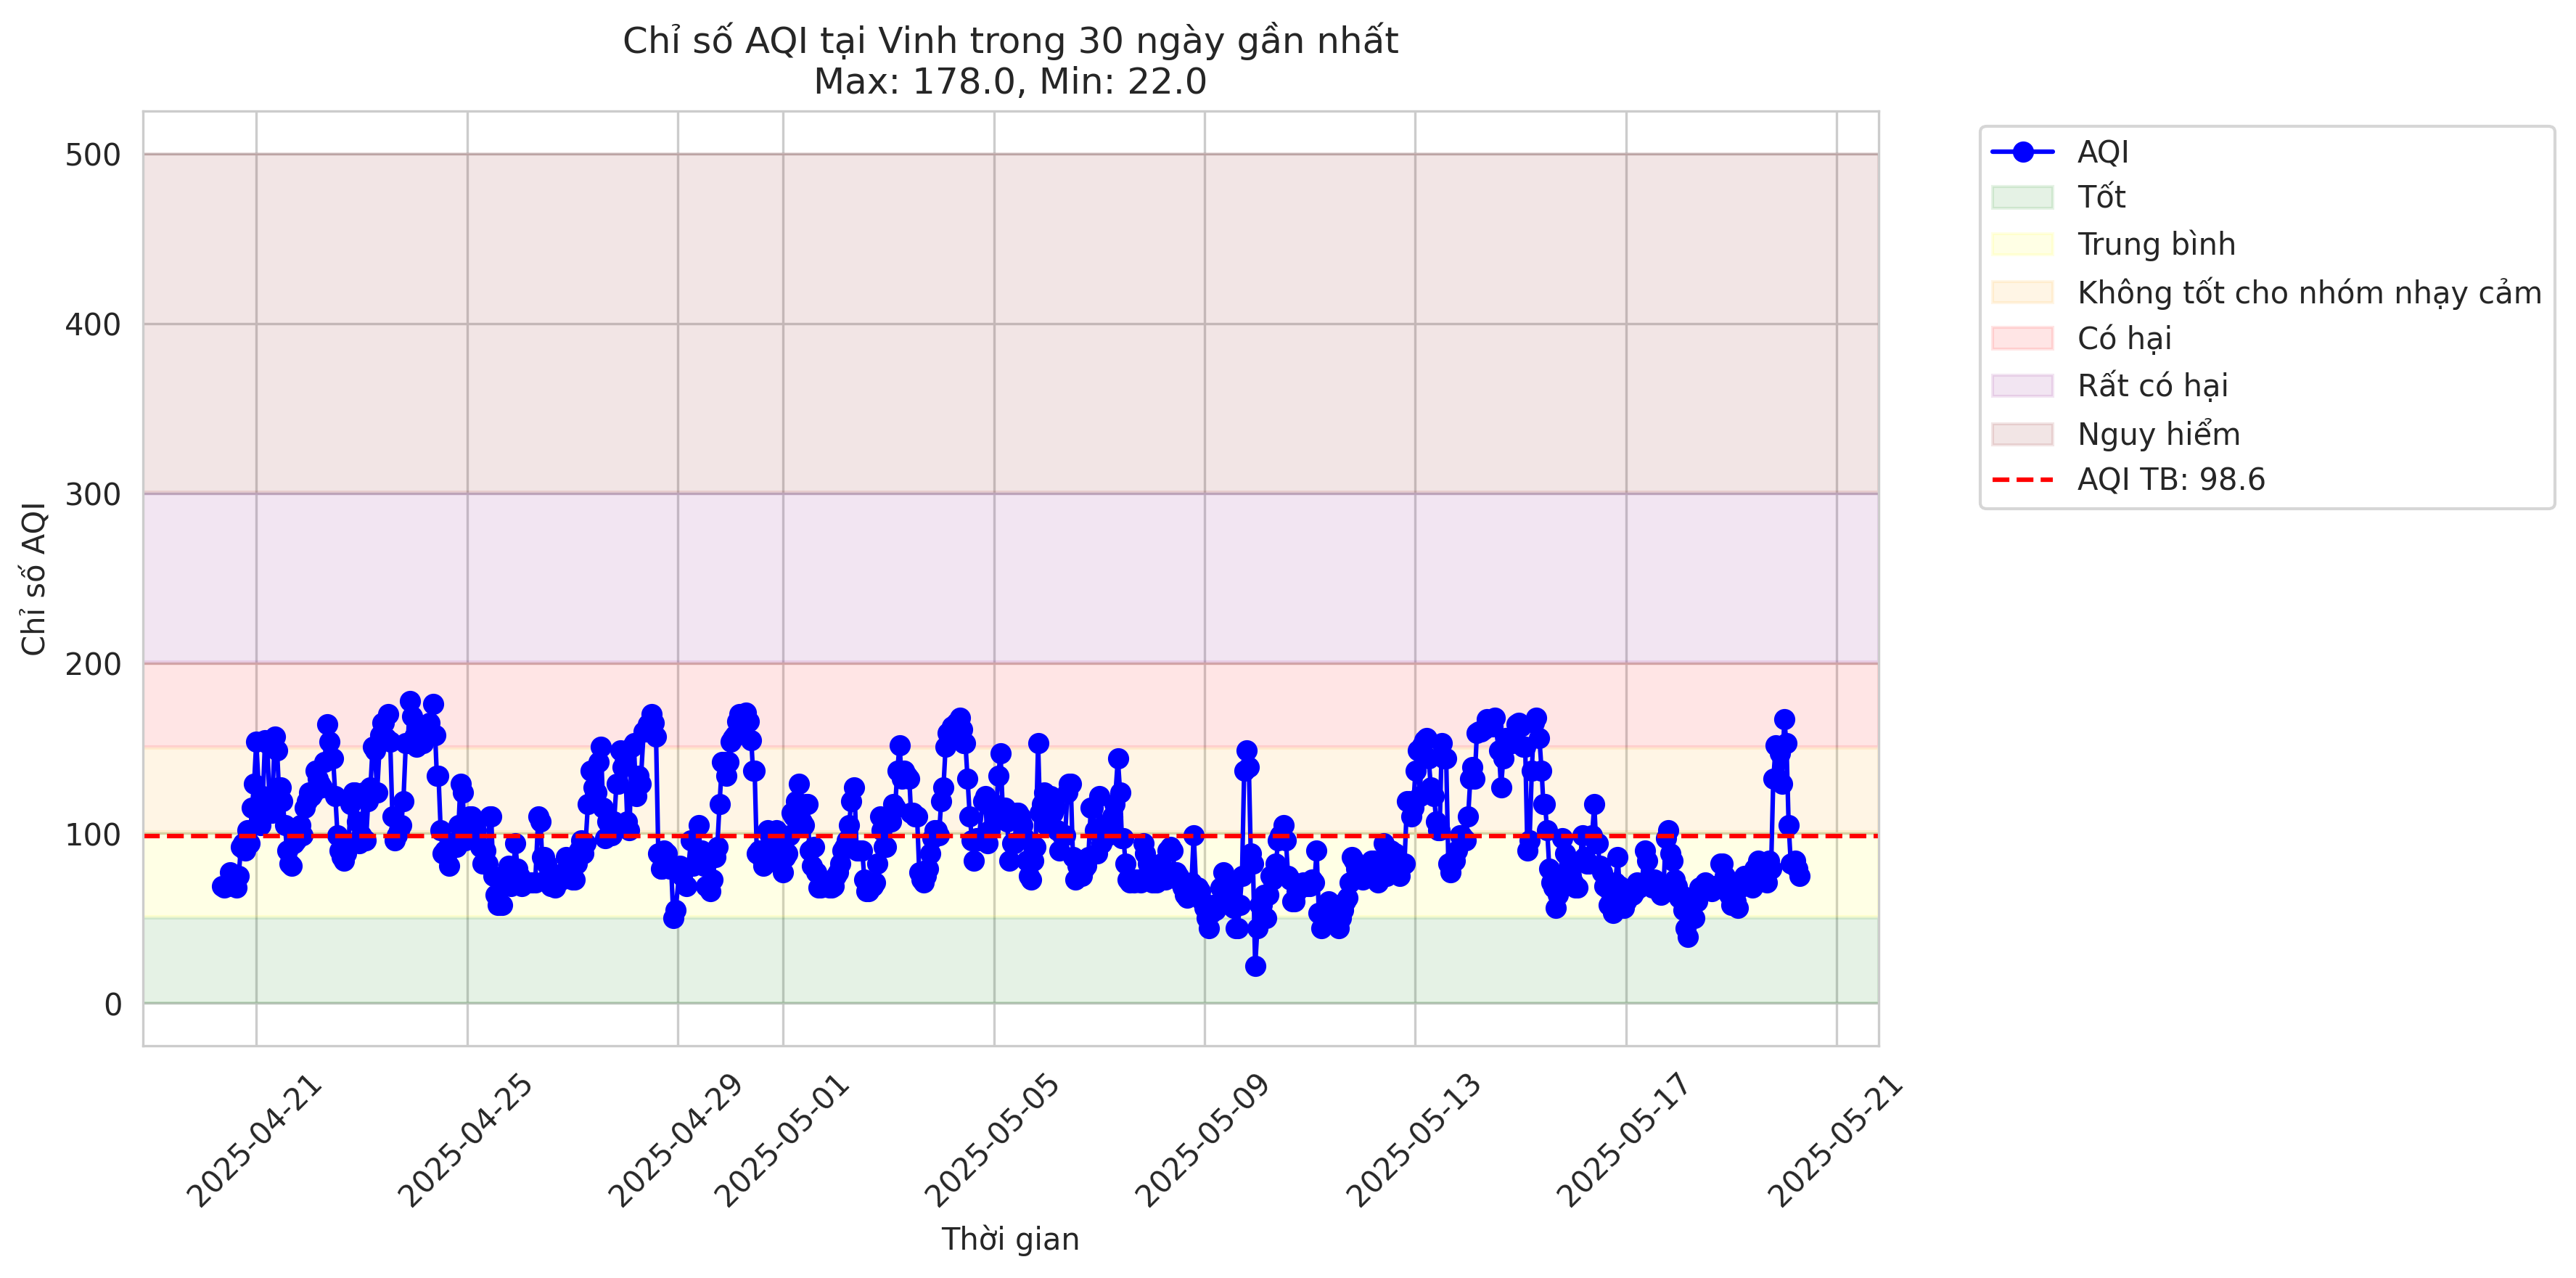 Chỉ số AQI tại Vinh trong 30 ngày gần nhất
Max: 178.0, Min: 22.0
Chỉ số AQI
500
400
300
200
100
0
2025-04-21
2025-04-25
2025-04-29
2025-05-01
2025-05-05
2025-05-09
2025-05-13
2025-05-17
2025-05-21
Thời gian
AQI
Tốt
Trung bình
Không tốt cho nhóm nhạy cảm
Có hại
Rất có hại
Nguy hiểm
AQI TB: 98.6